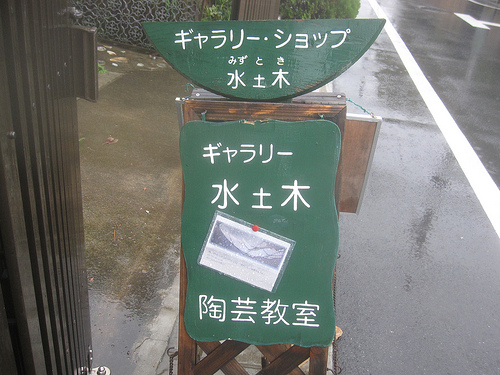 ギャラリー・ショップ
みずとき
水土木
ギャラリー
水土木
陶芸教室